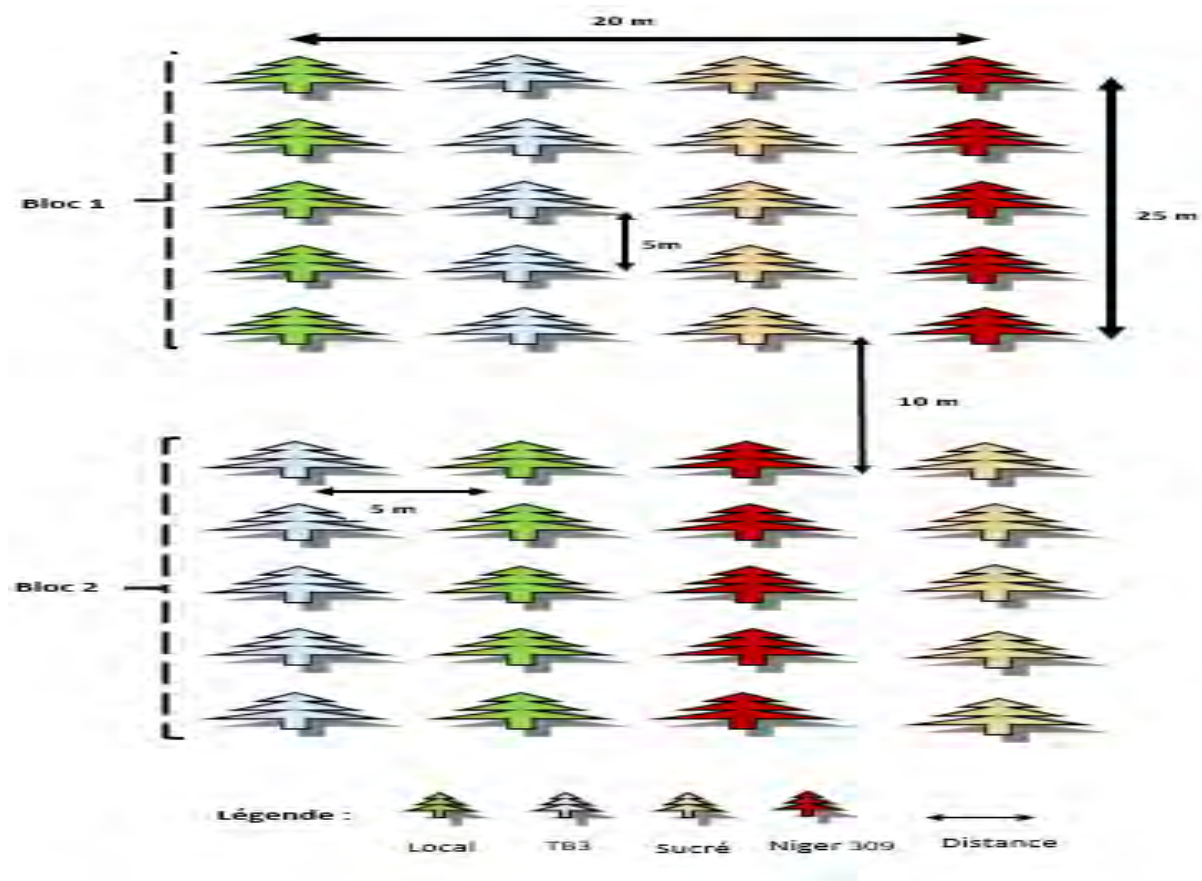 20 m
Bloc 1
5m
25 m
10 m
5 m
Bloc 2
Légende :
Local
TB3
Sucré
Niger 309
Distance